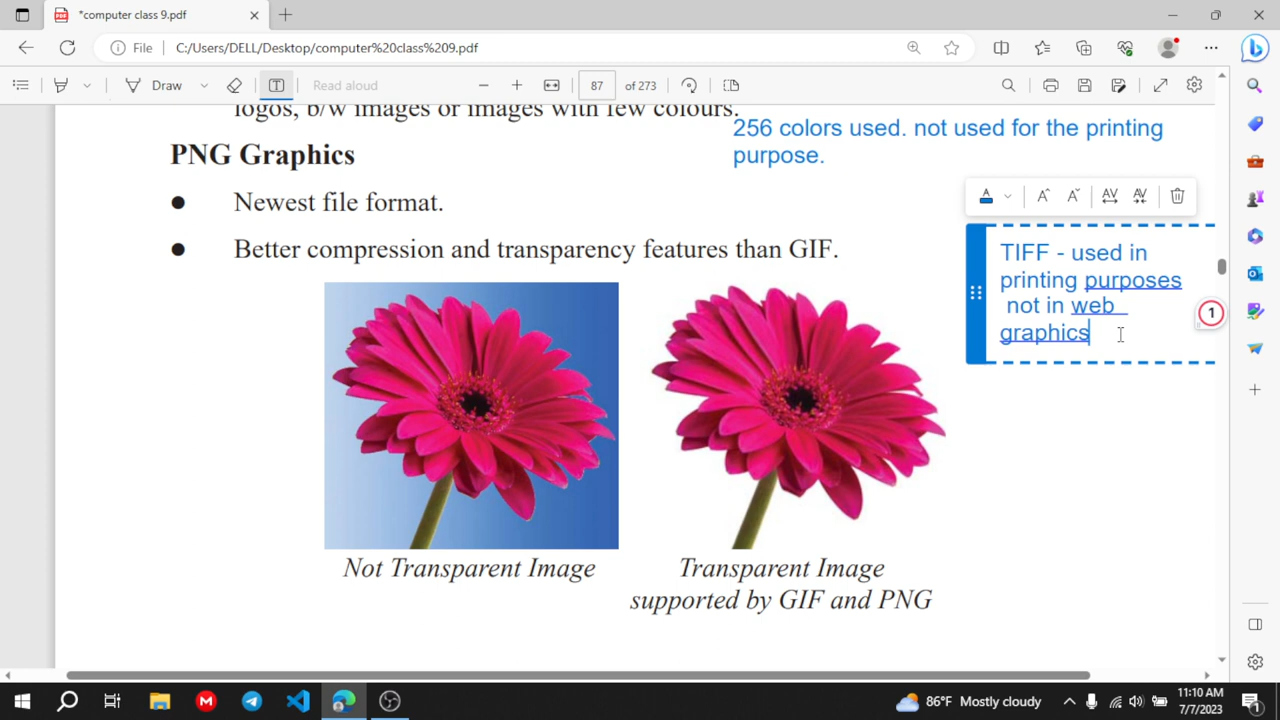 *computer class 9.pdf
File
C:/Users/DELL/Desktop/computer%20class%209.pdf
Draw
Read aloud
87
of 273
logos, b/w images or images with few colours.
256 colors used. not used for the printing
purpose.
PNG Graphics
● Newest file format.
● Better compression and transparency features than GIF.
TIFF - used in
printing purposes
not in web
graphics
1
Not Transparent Image
Transparent Image
supported by GIF and PNG
86°F Mostly cloudy
11:10 AM
7/7/2023
1